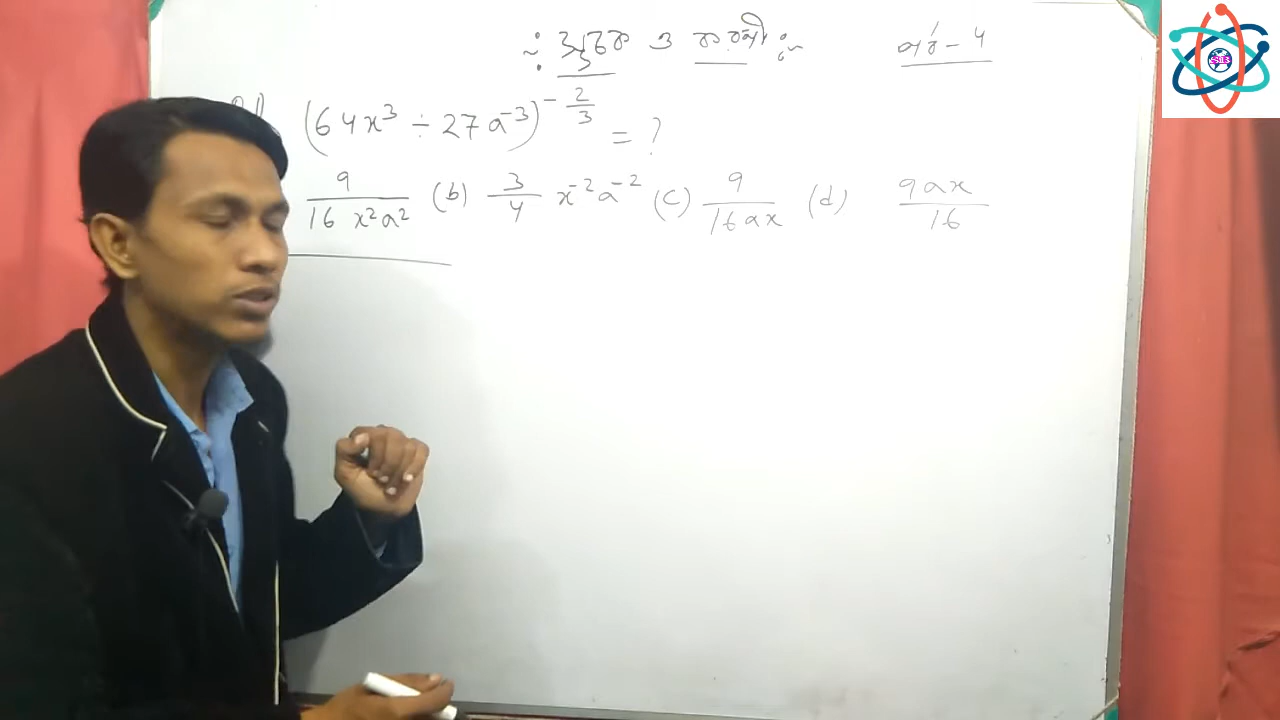 সূচক ও করণী পর্ব - 4
(64x³ ÷ 27a⁻³)^(-2/3) = ?
9/(16 x²a²) (b) 3/4 x⁻²a⁻² (c) 9/(16ax) (d) 9ax/16